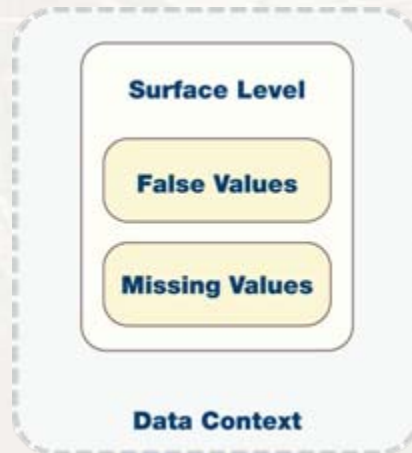 Surface Level
False Values
Missing Values
Data Context